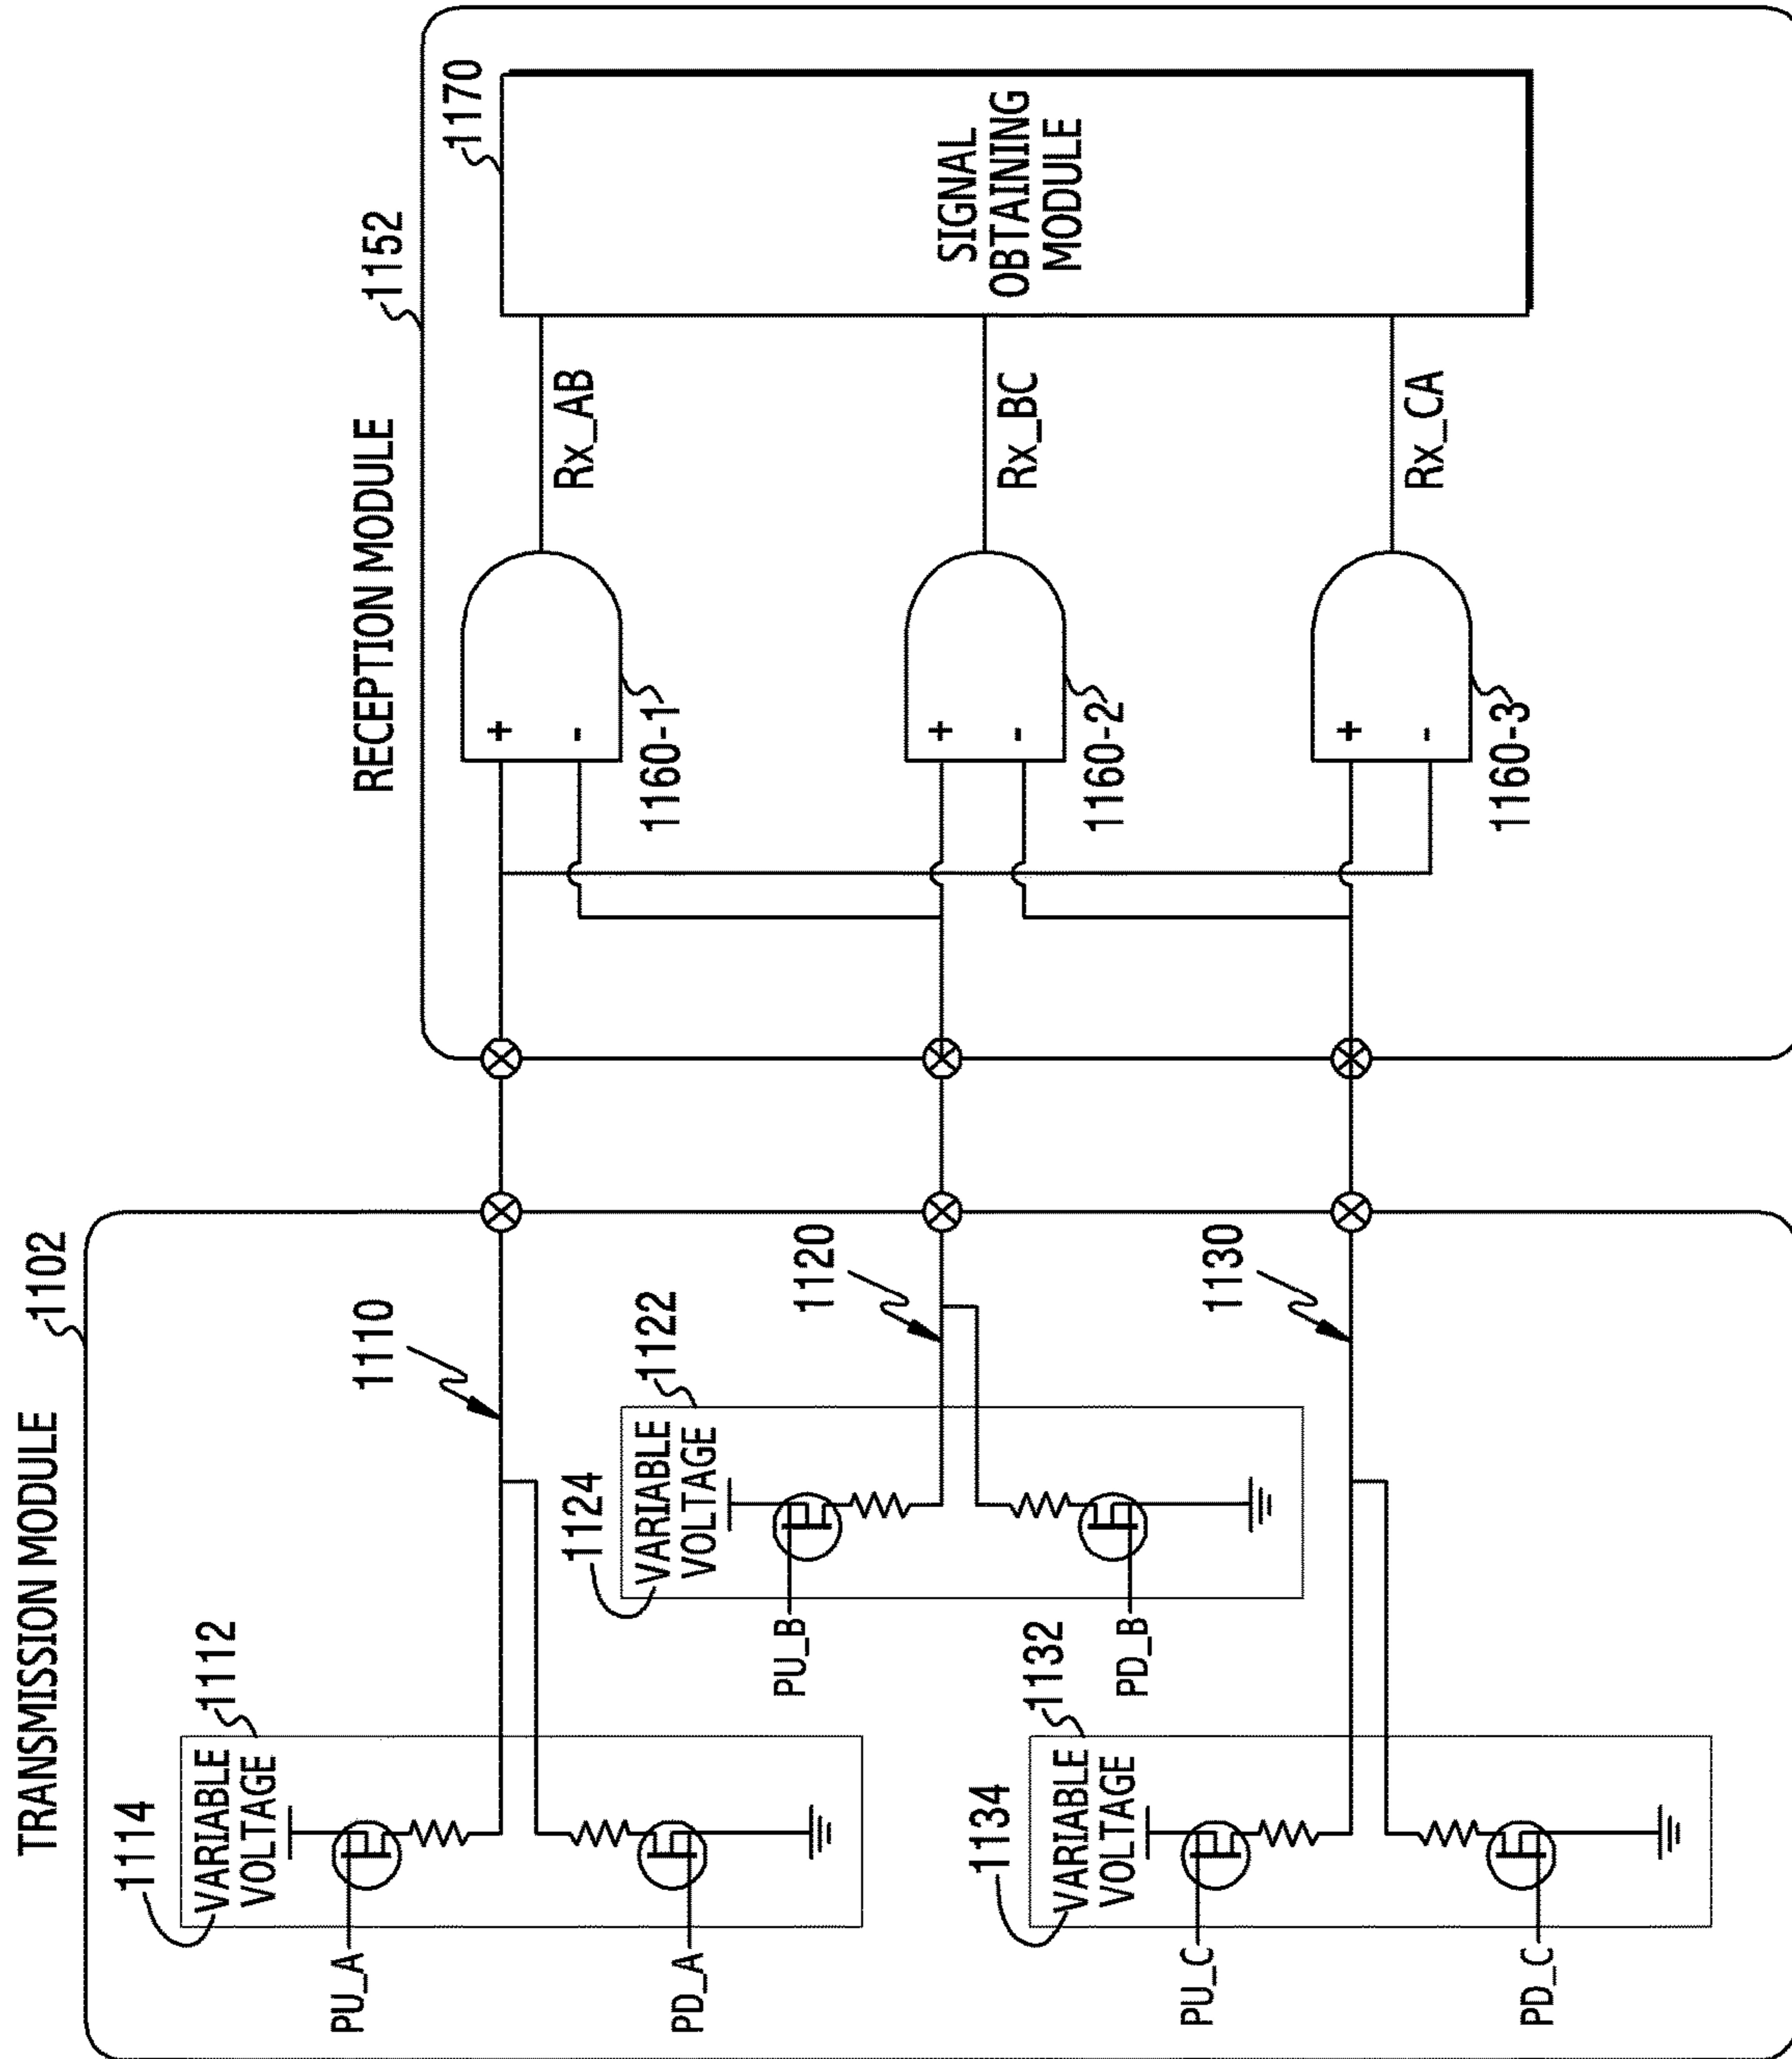 TRANSMISSION MODULE
1102
1114
VARIABLE
VOLTAGE
1112
PU_A
PD_A
1110
1124
VARIABLE
VOLTAGE
1122
PU_B
PD_B
1120
1134
VARIABLE
VOLTAGE
1132
PU_C
PD_C
1130
RECEPTION MODULE
1152
+
-
1160-1
Rx_AB
+
-
1160-2
Rx_BC
+
-
1160-3
Rx_CA
1170
SIGNAL
OBTAINING
MODULE